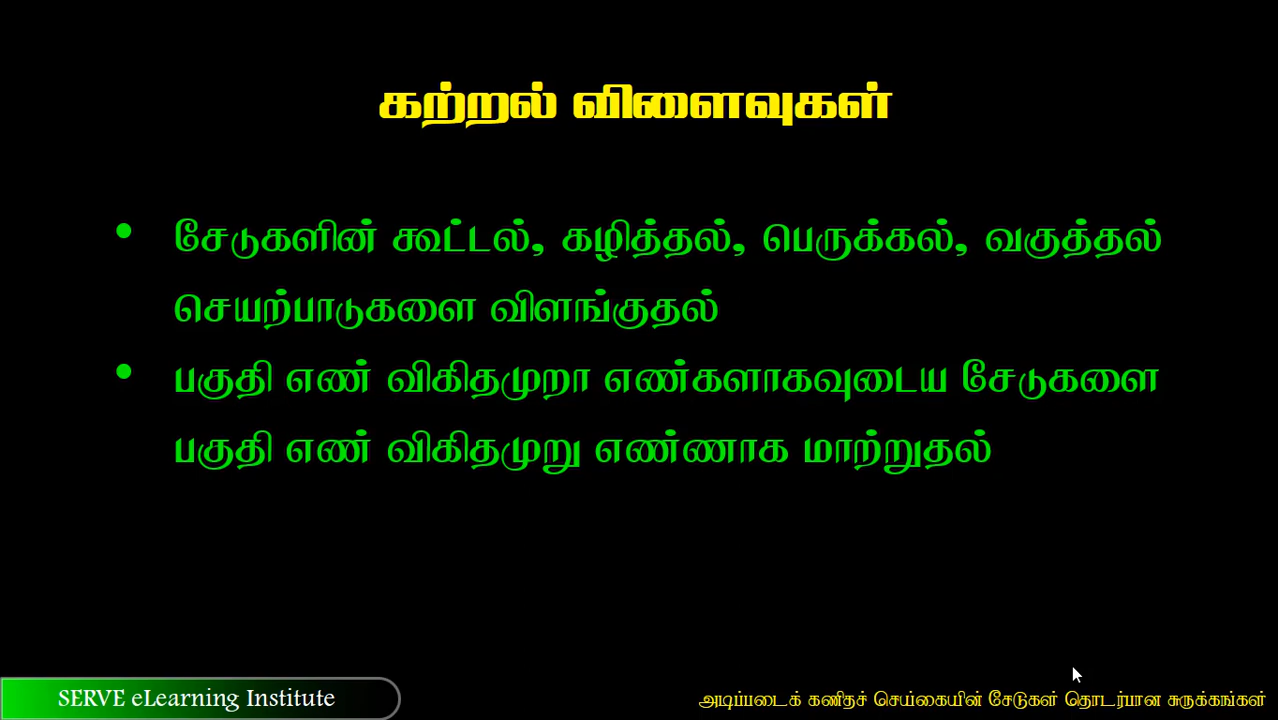 கற்றல் விளைவுகள்
• சேடுகளின் கூட்டல், கழித்தல், பெருக்கல், வகுத்தல்
செயற்பாடுகளை விளங்குதல்
• பகுதி எண் விகிதமுறா எண்களாகவுடைய சேடுகளை
பகுதி எண் விகிதமுறு எண்ணாக மாற்றுதல்
SERVE eLearning Institute
அடிப்படைக் கணிதச் செய்கையின் சேடுகள் தொடர்பான சுருக்கங்கள்